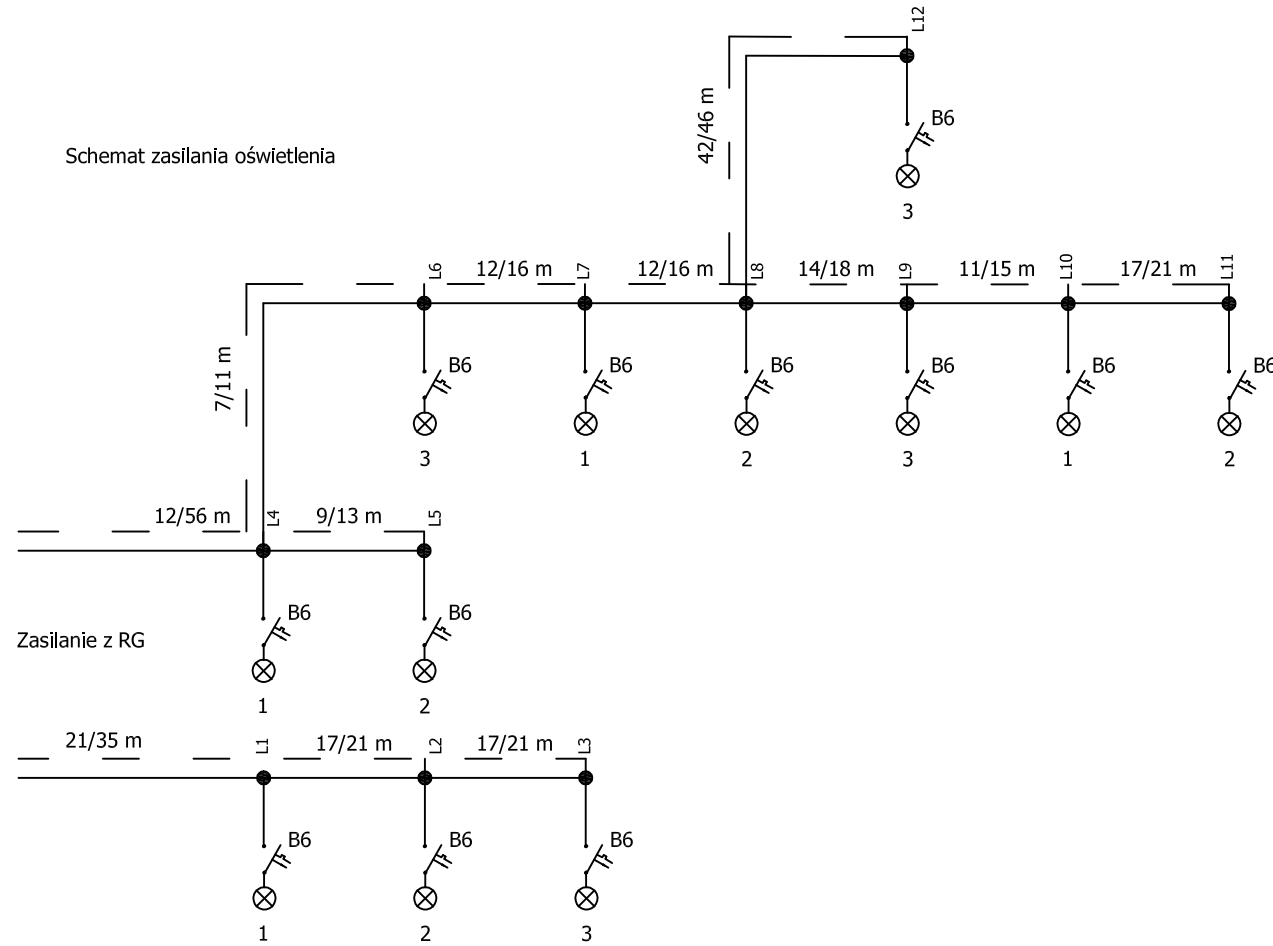 L12
42/46 m
B6
Schemat zasilania oświetlenia
3
L6
12/16 m
L7
12/16 m
L8
14/18 m
L9
11/15 m
L10
17/21 m
L11
7/11 m
B6
B6
B6
B6
B6
B6
3
1
2
3
1
2
12/56 m
L4
9/13 m
L5
B6
B6
Zasilanie z RG
1
2
21/35 m
L1
17/21 m
L2
17/21 m
L3
B6
B6
B6
1
2
3